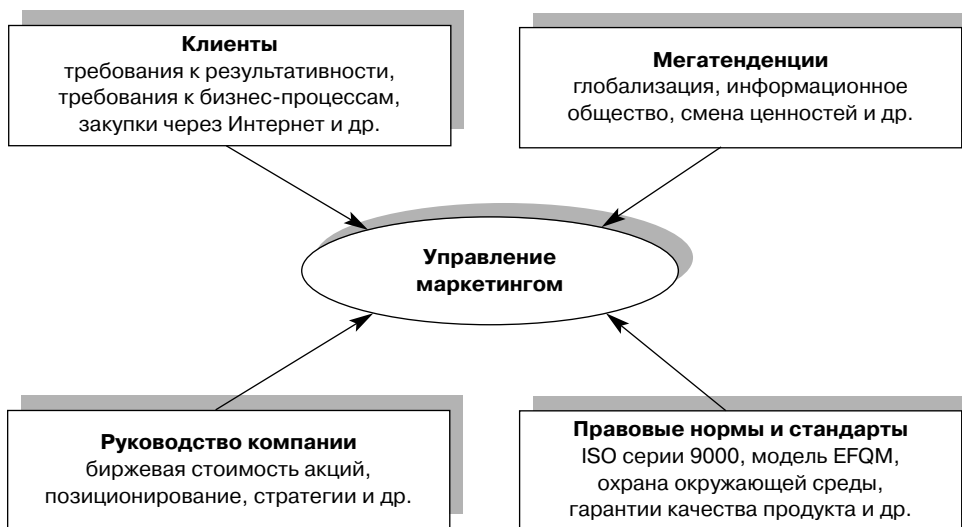 Клиенты
требования к результативности,
требования к бизнес-процессам,
закупки через Интернет и др.
Мегатенденции
глобализация, информационное
общество, смена ценностей и др.
Управление
маркетингом
Руководство компании
биржевая стоимость акций,
позиционирование, стратегии и др.
Правовые нормы и стандарты
ISO серии 9000, модель EFQM,
охрана окружающей среды,
гарантии качества продукта и др.